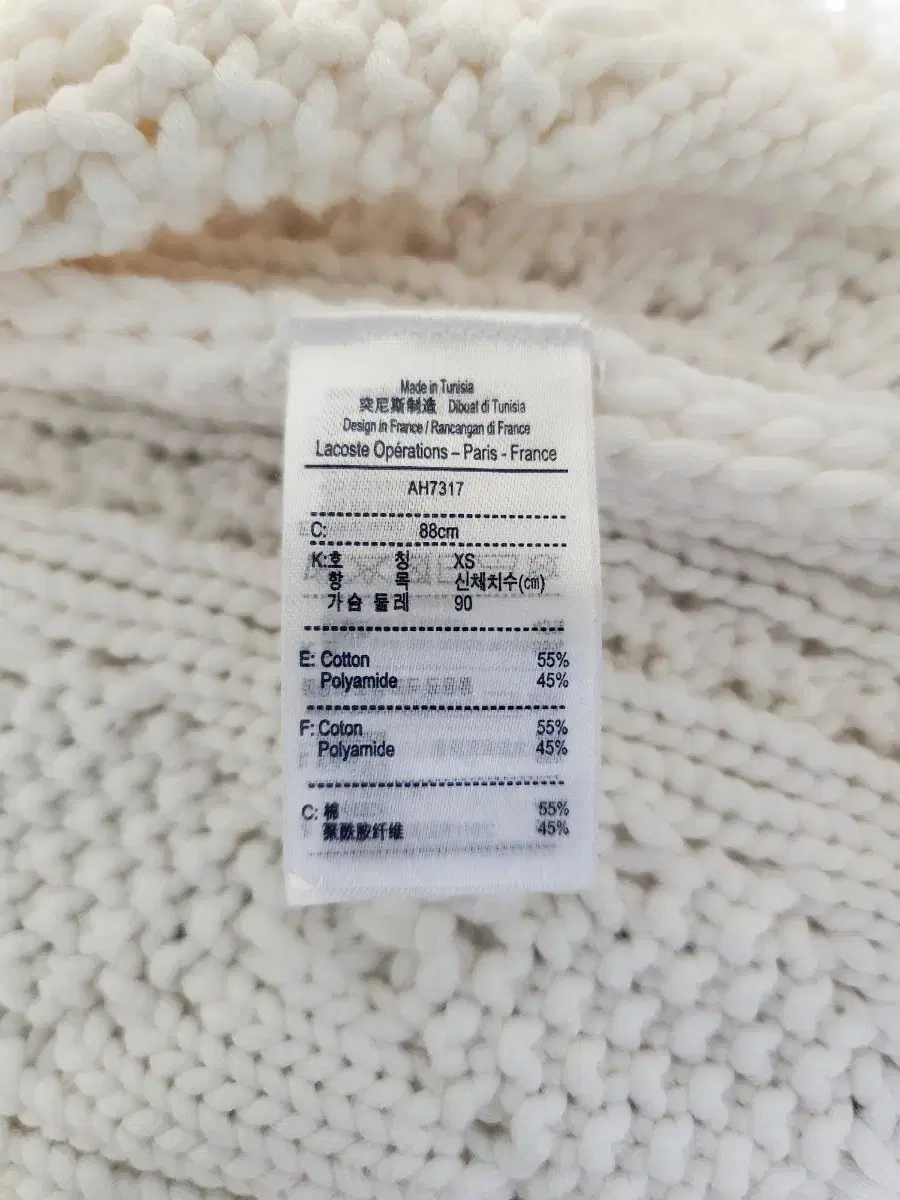 Made in Tunisia
突尼斯制造 Dibuat di Tunisia
Design in France / Rancangan di France
Lacoste Opérations – Paris - France
AH7317
C: 88cm
K:호 칭 XS
항 목 신체치수(cm)
가슴 둘레 90
E: Cotton 55%
Polyamide 45%
F: Coton 55%
Polyamide 45%
C: 棉 55%
聚酰胺纤维 45%